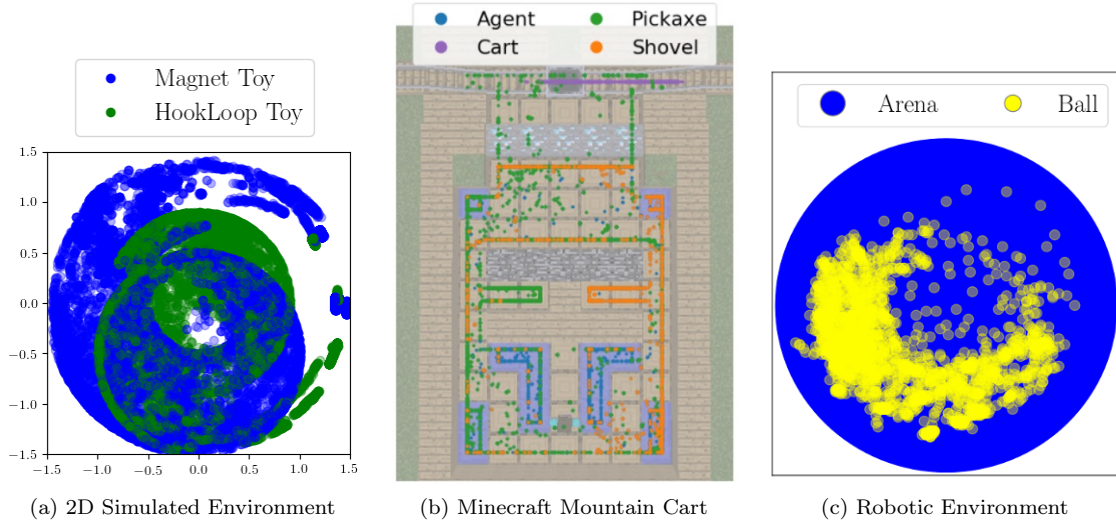 Magnet Toy
HookLoop Toy
1.5
1.0
0.5
0.0
−0.5
−1.0
−1.5
−1.5 −1.0 −0.5 0.0 0.5 1.0 1.5
(a) 2D Simulated Environment
Agent Pickaxe
Cart Shovel
(b) Minecraft Mountain Cart
Arena Ball
(c) Robotic Environment